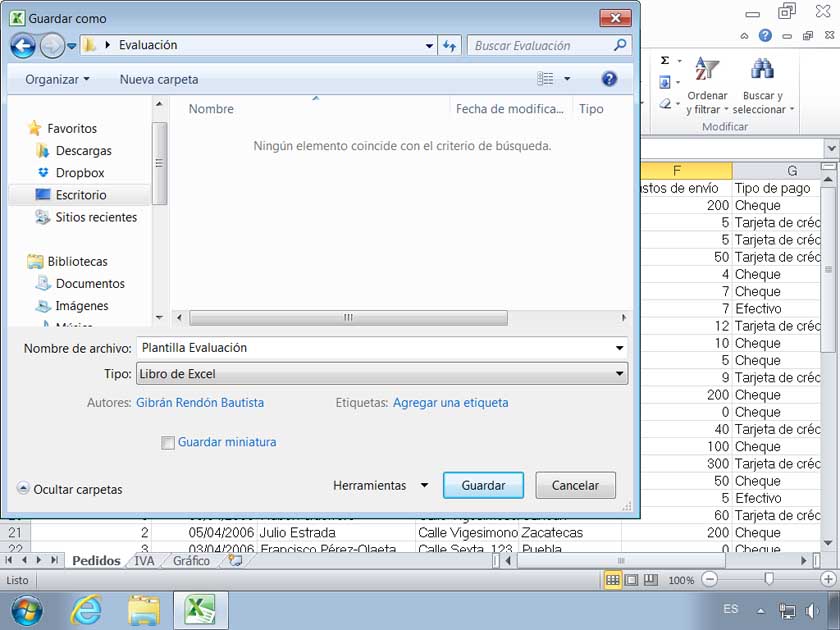 Guardar como
Evaluación
Buscar Evaluación
Organizar
Nueva carpeta
Nombre
Fecha de modifica...
Tipo
Ningún elemento coincide con el criterio de búsqueda.
Favoritos
Descargas
Dropbox
Escritorio
Sitios recientes
Bibliotecas
Documentos
Imágenes
Música
Nombre de archivo: Plantilla Evaluación
Tipo: Libro de Excel
Autores: Gibrán Rendón Bautista
Etiquetas: Agregar una etiqueta
Guardar miniatura
Ocultar carpetas
Herramientas
Guardar
Cancelar
Σ
Ordenar y filtrar
Buscar y seleccionar
Modificar
F G
stos de envío Tipo de pago
200 Cheque
5 Tarjeta de créc
5 Tarjeta de créc
50 Tarjeta de créc
4 Cheque
7 Cheque
7 Efectivo
12 Tarjeta de créc
10 Cheque
5 Cheque
9 Tarjeta de créc
200 Cheque
0 Cheque
40 Tarjeta de créc
100 Cheque
300 Tarjeta de créc
50 Cheque
5 Efectivo
60 Tarjeta de créc
21 2 05/04/2006 Julio Estrada Calle Vigesimono Zacatecas 200 Cheque
22 3 03/04/2006 Francisco Pérez-Olaeta Calle Sexta, 123 Puebla 0 Cheque
Pedidos IVA Gráfico
Listo
100%
ES